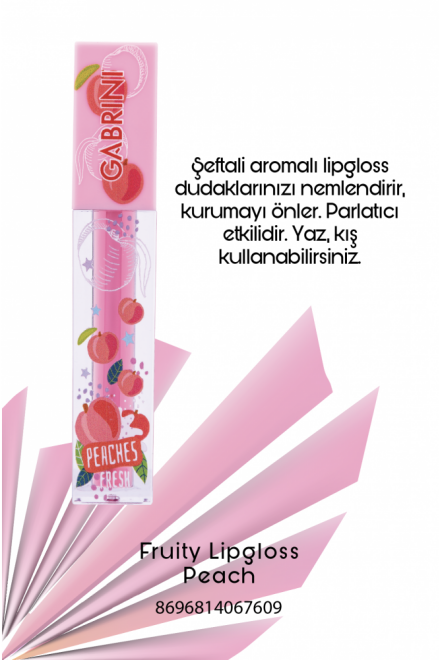 GABRINI
Şeftali aromalı lipgloss
dudaklarınızı nemlendirir,
kurumayı önler. Parlatıcı
etkilidir. Yaz, kış
kullanabilirsiniz.
PEACHES
FRESH
Fruity Lipgloss
Peach
8696814067609